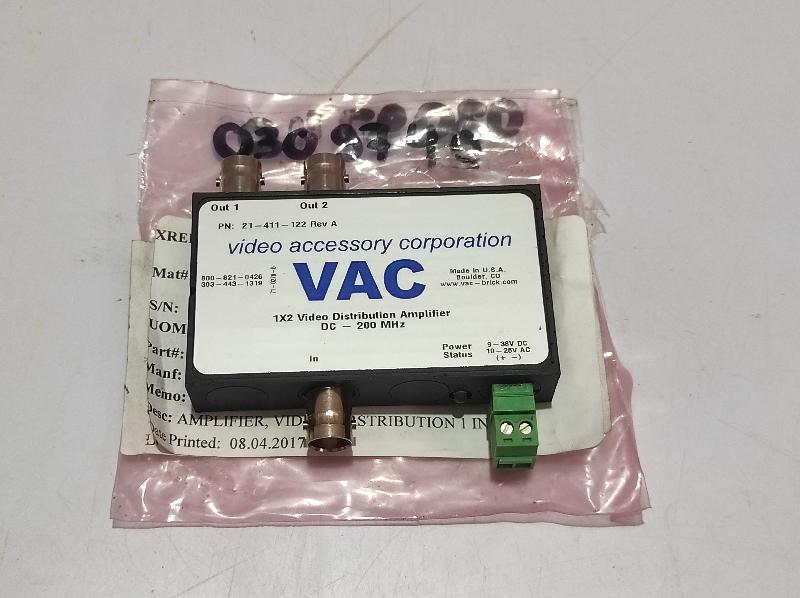 030 9748
Out 1 Out 2
PN: 21-411-122 Rev A
video accessory corporation
VAC
800-821-0426
303-443-1319
Made in U.S.A.
Boulder, CO
www.vac-brick.com
1X2 Video Distribution Amplifier
DC - 200 MHz
In
Power
Status
9-38V DC
10-26V AC
(+ -)
Mat#
S/N:
UOM
Part#:
Manf:
Memo:
Desc: AMPLIFIER, DISTRIBUTION 1 IN
Date Printed: 08.04.2017